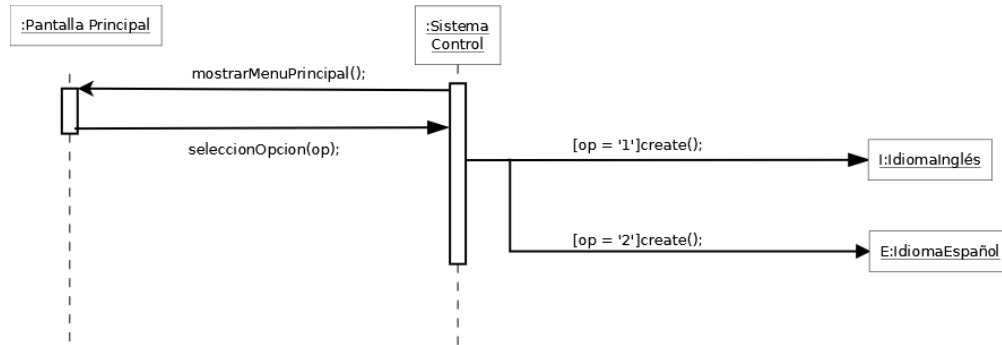 :Pantalla Principal
:Sistema
Control
mostrarMenuPrincipal();
seleccionOpcion(op);
[op = '1']create();
I:IdiomaInglés
[op = '2']create();
E:IdiomaEspañol